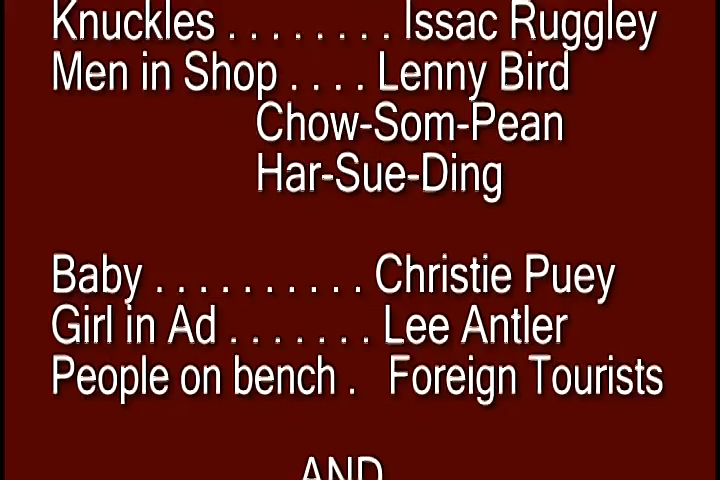 Knuckles . . . . . . . . Issac Ruggley
Men in Shop . . . . Lenny Bird
Chow-Som-Pean
Har-Sue-Ding
Baby . . . . . . . . . . Christie Puey
Girl in Ad . . . . . . . Lee Antler
People on bench . Foreign Tourists
AND